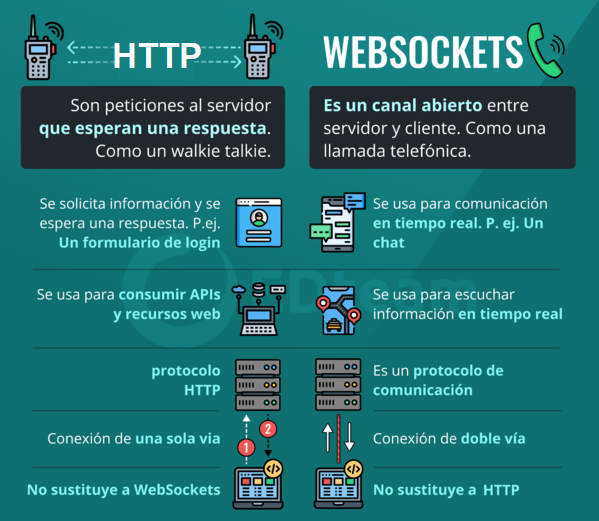 HTTP
Son peticiones al servidor
que esperan una respuesta.
Como un walkie talkie.
Se solicita información y se
espera una respuesta. P.ej.
Un formulario de login
Se usa para consumir APIs
y recursos web
protocolo
HTTP
Conexión de una sola via
No sustituye a WebSockets
WEBSOCKETS
Es un canal abierto entre
servidor y cliente. Como una
llamada telefónica.
Se usa para comunicación
en tiempo real. P. ej. Un
chat
Se usa para escuchar
información en tiempo real
Es un protocolo de
comunicación
Conexión de doble vía
No sustituye a HTTP
1
2
EDteam